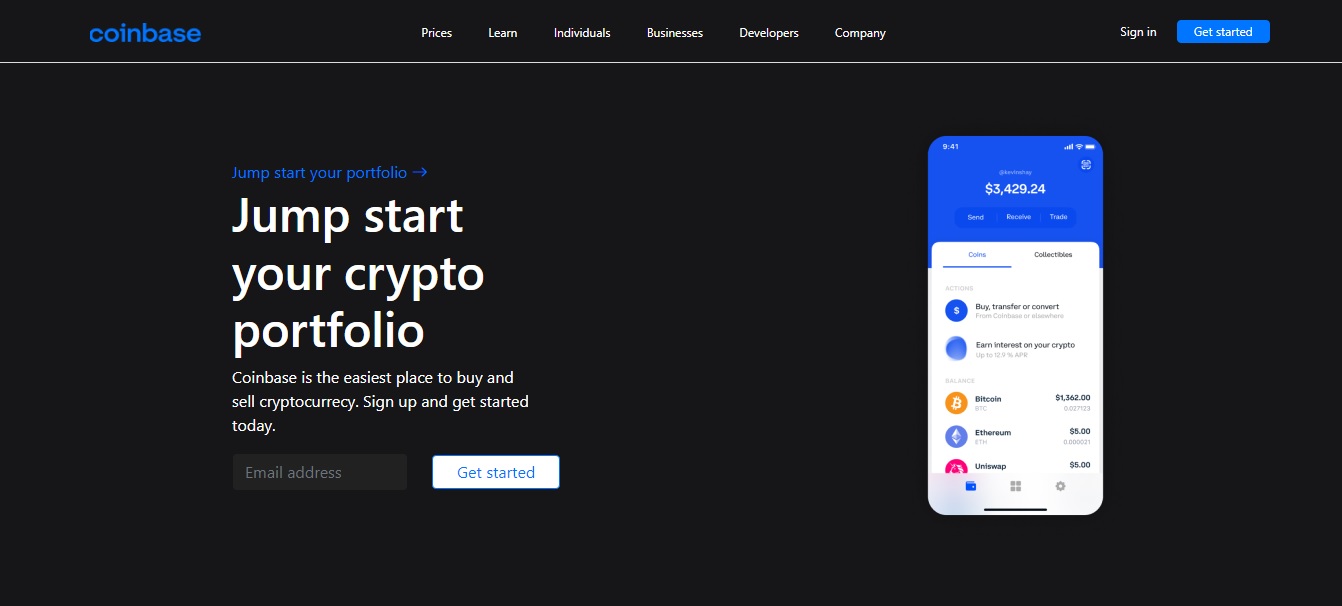 coinbase
Prices
Learn
Individuals
Businesses
Developers
Company
Sign in
Get started
Jump start your portfolio →
Jump start
your crypto
portfolio
Coinbase is the easiest place to buy and
sell cryptocurrecy. Sign up and get started
today.
Email address
Get started
9:41
@kevinshay
$3,429.24
Send
Receive
Trade
Coins
Collectibles
ACTIONS
$
Buy, transfer or convert
From Coinbase or elsewhere
Earn interest on your crypto
Up to 12.9 % APR
BALANCE
Bitcoin $1,362.00
BTC 0.027123
Ethereum $5.00
ETH 0.000021
Uniswap $5.00